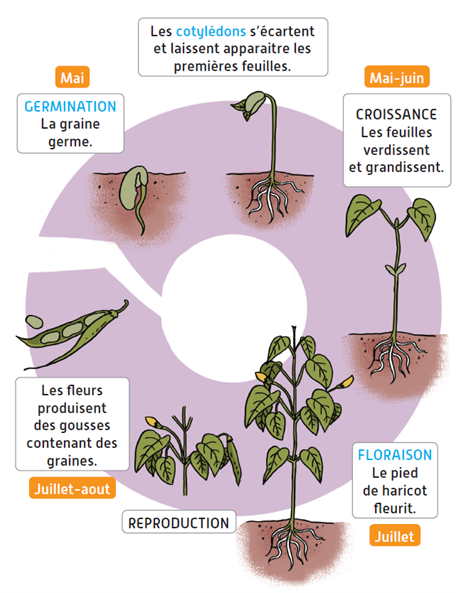 Les cotylédons s'écartent
et laissent apparaitre les
premières feuilles.
Mai
GERMINATION
La graine
germe.
Mai-juin
CROISSANCE
Les feuilles
verdissent
et grandissent.
Les fleurs
produisent
des gousses
contenant des
graines.
Juillet-aout
REPRODUCTION
FLORAISON
Le pied
de haricot
fleurit.
Juillet